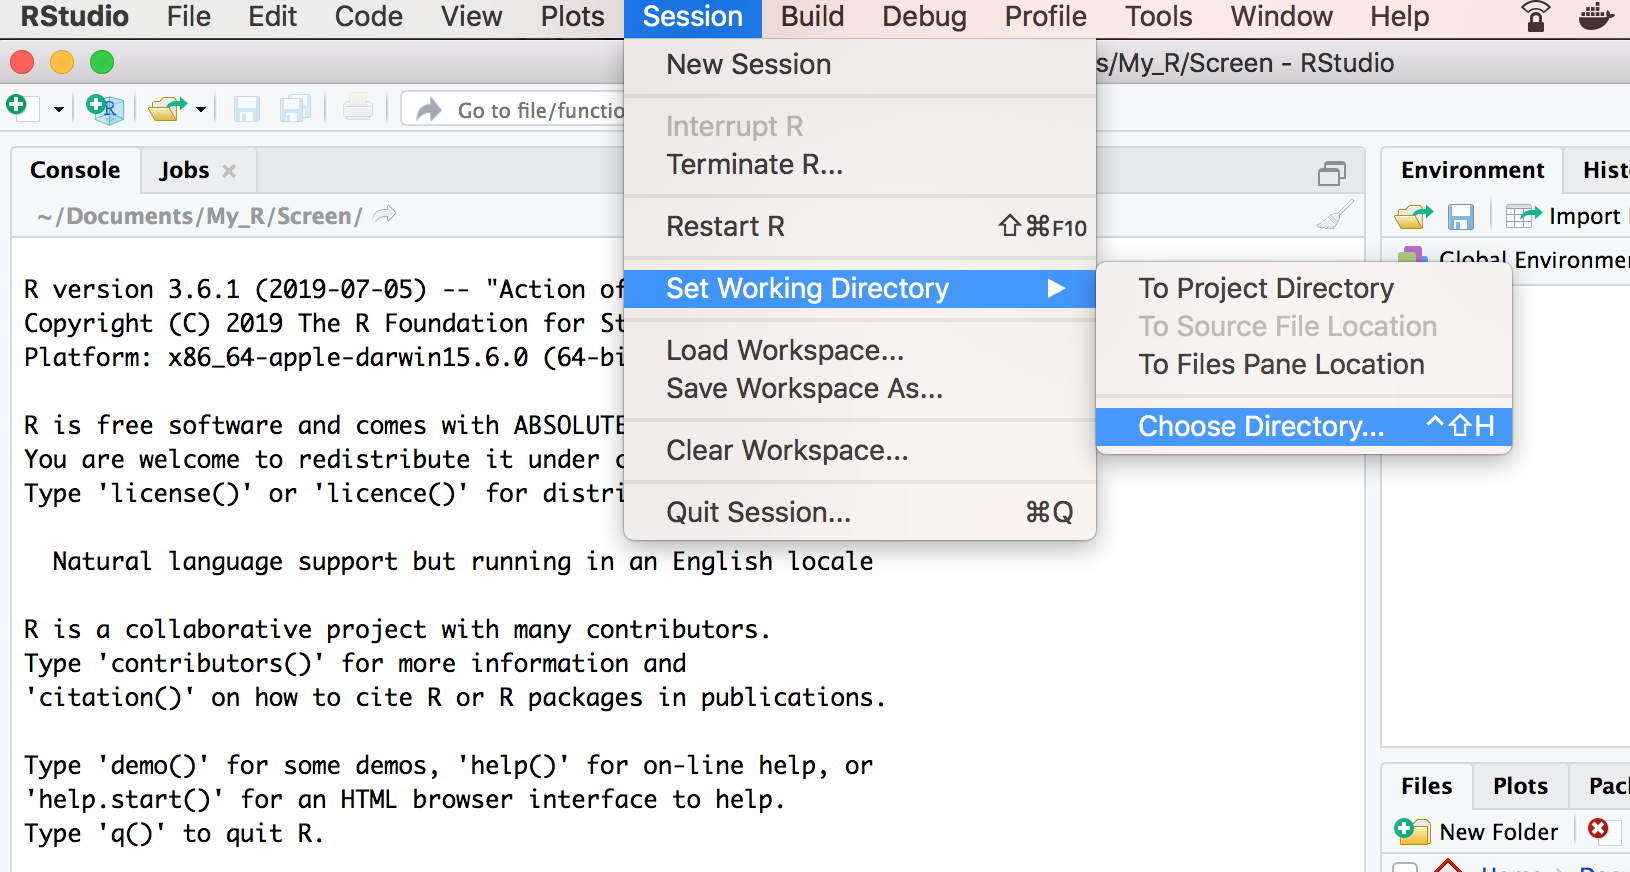 RStudio File Edit Code View Plots Session Build Debug Profile Tools Window Help
s/My_R/Screen - RStudio
Go to file/functio
Console Jobs
~/Documents/My_R/Screen/
R version 3.6.1 (2019-07-05) -- "Action of
Copyright (C) 2019 The R Foundation for St
Platform: x86_64-apple-darwin15.6.0 (64-bi
R is free software and comes with ABSOLUTE
You are welcome to redistribute it under c
Type 'license()' or 'licence()' for distri
Natural language support but running in an English locale
R is a collaborative project with many contributors.
Type 'contributors()' for more information and
'citation()' on how to cite R or R packages in publications.
Type 'demo()' for some demos, 'help()' for on-line help, or
'help.start()' for an HTML browser interface to help.
Type 'q()' to quit R.
New Session
Interrupt R
Terminate R...
Restart R ⇧⌘F10
Set Working Directory ▶
Load Workspace...
Save Workspace As...
Clear Workspace...
Quit Session... ⌘Q
To Project Directory
To Source File Location
To Files Pane Location
Choose Directory... ^⇧H
Environment Hist
Import
Global Environme
Files Plots Pac
New Folder